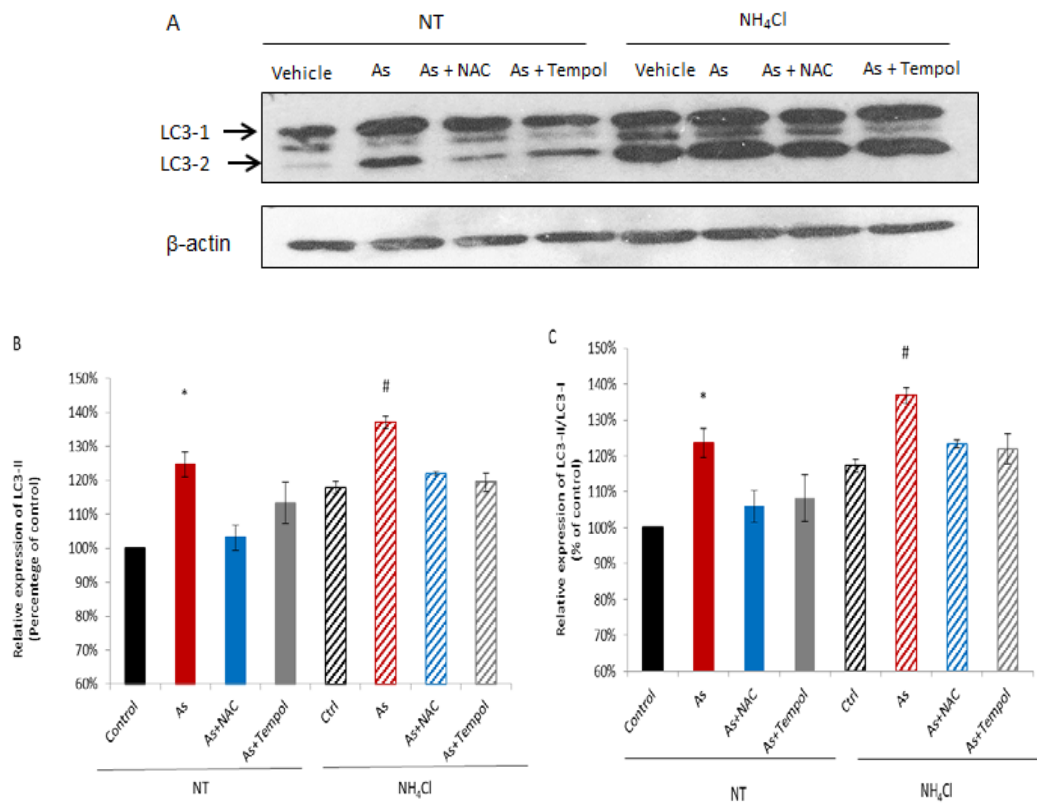 A
NT NH₄Cl
Vehicle As As + NAC As + Tempol Vehicle As As + NAC As + Tempol
LC3-1
LC3-2
β-actin
B
Relative expression of LC3-II
(Percentege of control)
150%
140%
130%
120%
110%
100%
90%
80%
70%
60%
*
#
Control As As+NAC As+Tempol Ctrl As As+NAC As+Tempol
NT NH₄Cl
C
Relative expression of LC3-II/LC3-I
(% of control)
150%
140%
130%
120%
110%
100%
90%
80%
70%
60%
*
#
Control As As+NAC As+Tempol Ctrl As As+NAC As+Tempol
NT NH₄Cl